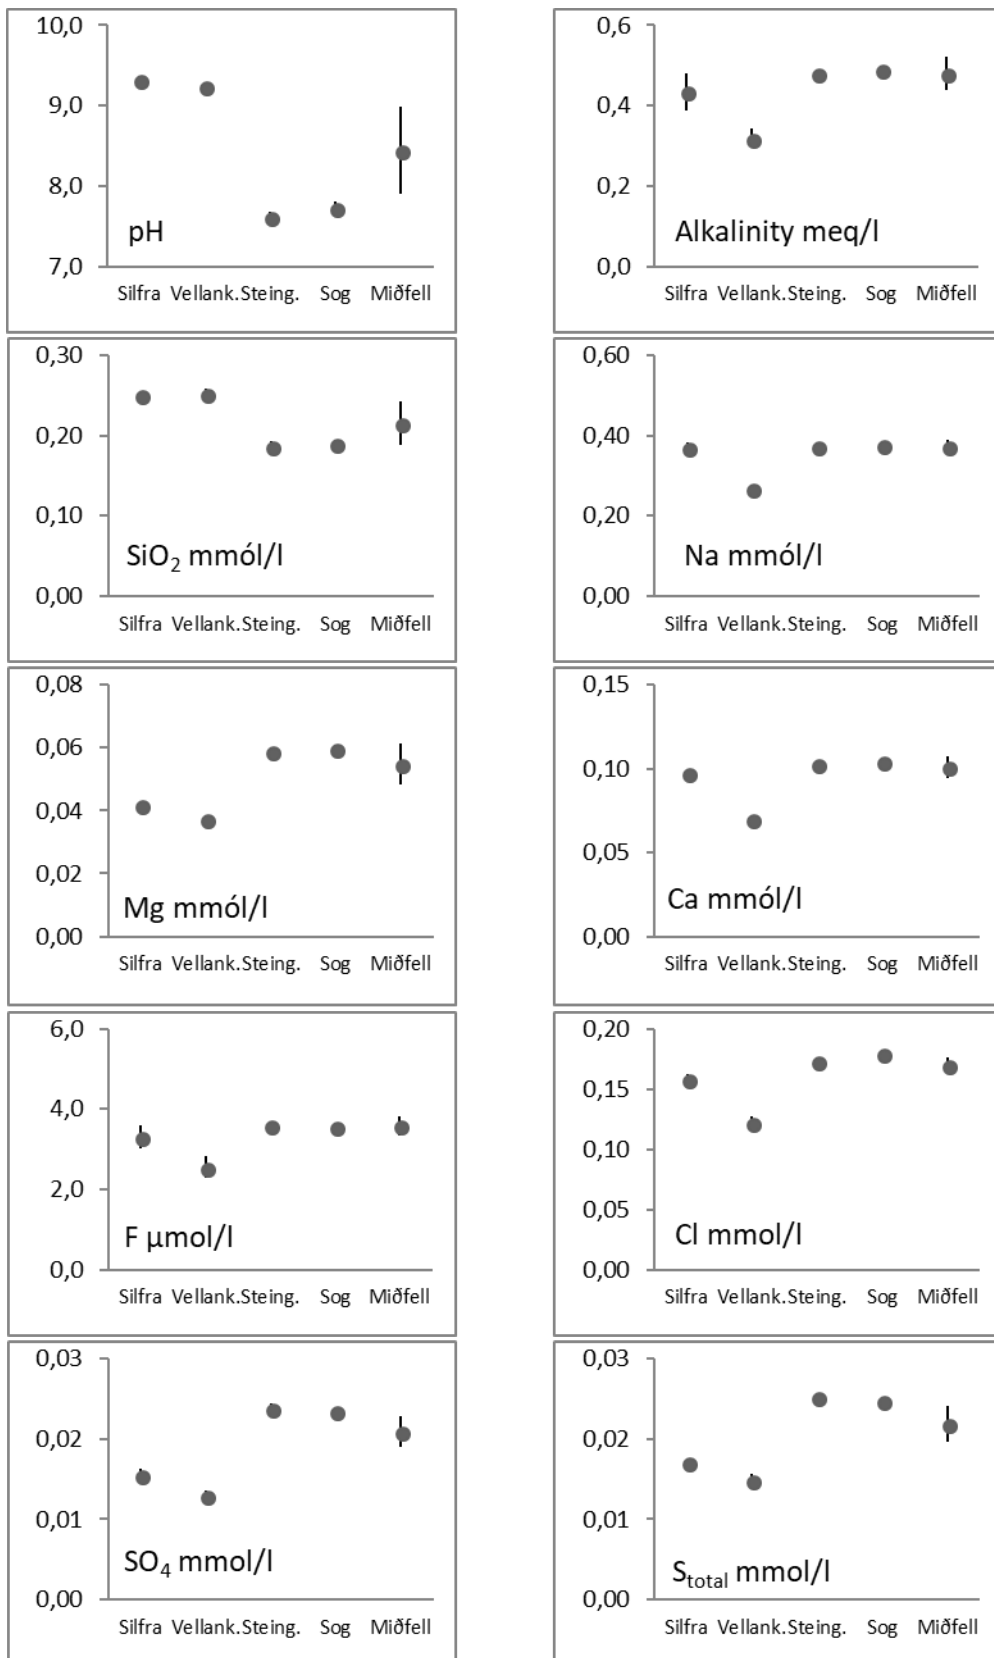 10,0
9,0
8,0
7,0
pH
Silfra Vellank. Steing. Sog Miðfell
0,6
0,4
0,2
0,0
Alkalinity meq/l
Silfra Vellank. Steing. Sog Miðfell
0,30
0,20
0,10
0,00
SiO₂ mmól/l
Silfra Vellank. Steing. Sog Miðfell
0,60
0,40
0,20
0,00
Na mmól/l
Silfra Vellank. Steing. Sog Miðfell
0,08
0,06
0,04
0,02
0,00
Mg mmól/l
Silfra Vellank. Steing. Sog Miðfell
0,15
0,10
0,05
0,00
Ca mmól/l
Silfra Vellank. Steing. Sog Miðfell
6,0
4,0
2,0
0,0
F µmol/l
Silfra Vellank. Steing. Sog Miðfell
0,20
0,15
0,10
0,05
0,00
Cl mmol/l
Silfra Vellank. Steing. Sog Miðfell
0,03
0,02
0,01
0,00
SO₄ mmol/l
Silfra Vellank. Steing. Sog Miðfell
0,03
0,02
0,01
0,00
Stotal mmol/l
Silfra Vellank. Steing. Sog Miðfell